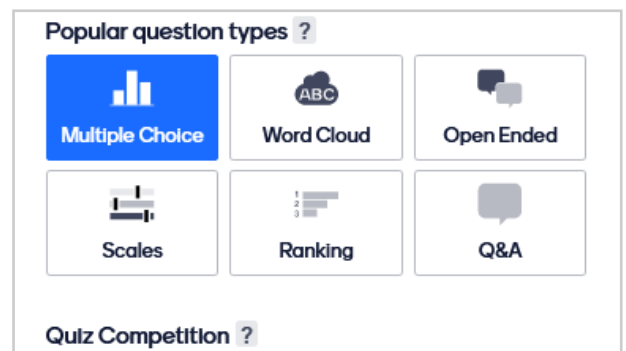 Popular question types ?
ABC
Multiple Choice Word Cloud Open Ended
1
2
3
Scales Ranking Q&A
Quiz Competition ?